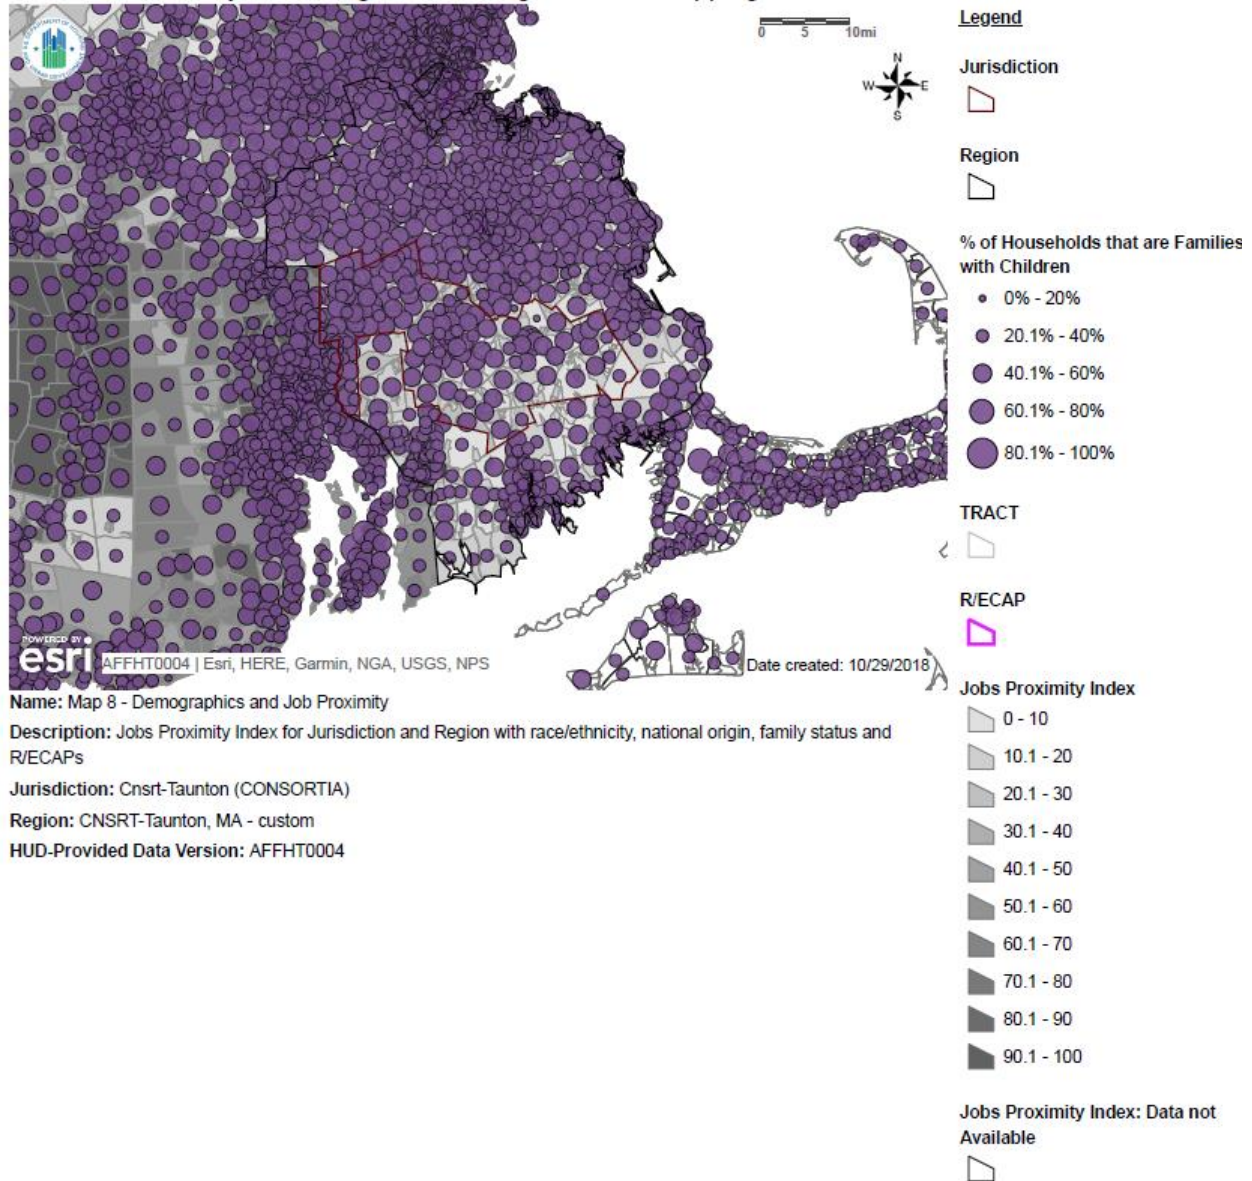 0 5 10mi
N
W E
S
POWERED BY
esri
AFFHT0004 | Esri, HERE, Garmin, NGA, USGS, NPS
Date created: 10/29/2018
Name: Map 8 - Demographics and Job Proximity
Description: Jobs Proximity Index for Jurisdiction and Region with race/ethnicity, national origin, family status and
R/ECAPs
Jurisdiction: Cnsrt-Taunton (CONSORTIA)
Region: CNSRT-Taunton, MA - custom
HUD-Provided Data Version: AFFHT0004
Legend
Jurisdiction
Region
% of Households that are Families
with Children
0% - 20%
20.1% - 40%
40.1% - 60%
60.1% - 80%
80.1% - 100%
TRACT
R/ECAP
Jobs Proximity Index
0 - 10
10.1 - 20
20.1 - 30
30.1 - 40
40.1 - 50
50.1 - 60
60.1 - 70
70.1 - 80
80.1 - 90
90.1 - 100
Jobs Proximity Index: Data not
Available